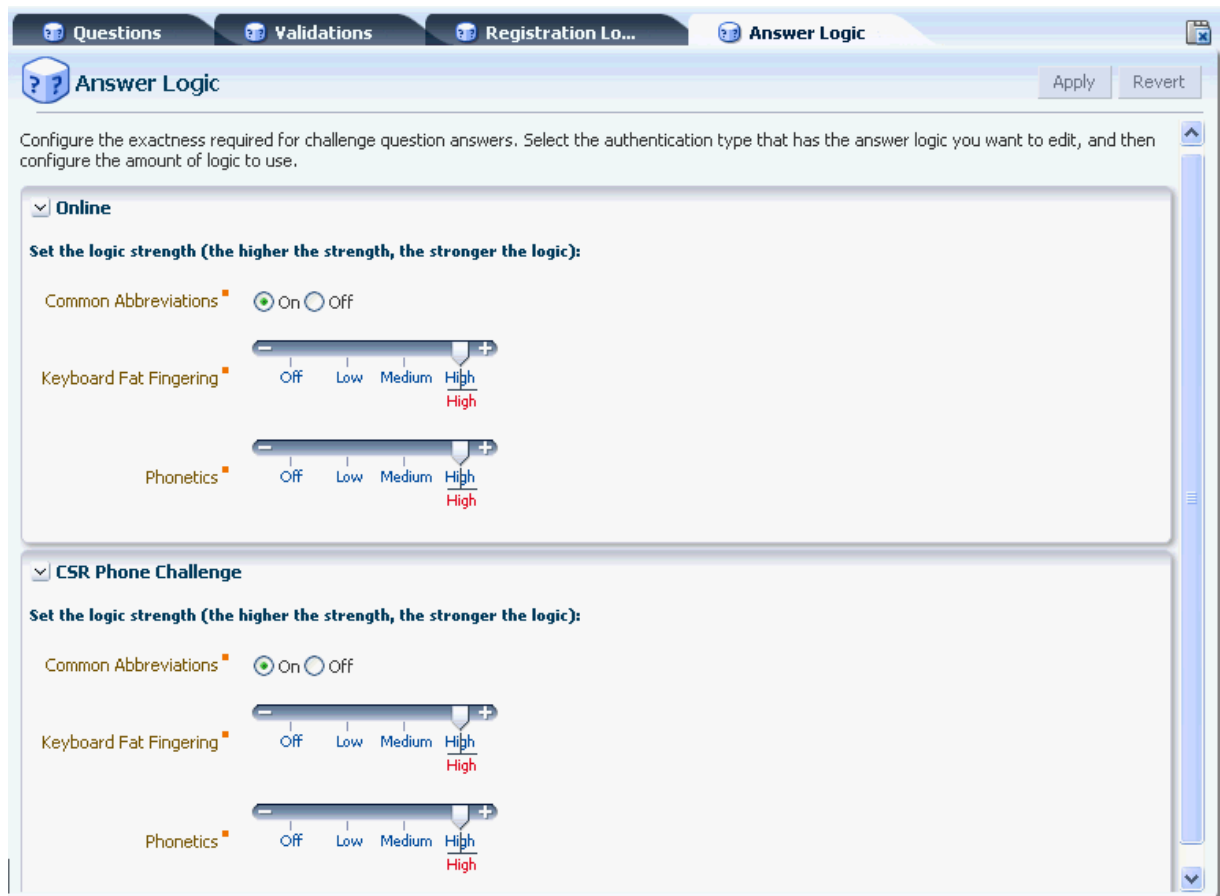 Questions Validations Registration Lo... Answer Logic
Answer Logic Apply Revert
Configure the exactness required for challenge question answers. Select the authentication type that has the answer logic you want to edit, and then
configure the amount of logic to use.
Online
Set the logic strength (the higher the strength, the stronger the logic):
Common Abbreviations On Off
Keyboard Fat Fingering Off Low Medium High
High
Phonetics Off Low Medium High
High
CSR Phone Challenge
Set the logic strength (the higher the strength, the stronger the logic):
Common Abbreviations On Off
Keyboard Fat Fingering Off Low Medium High
High
Phonetics Off Low Medium High
High